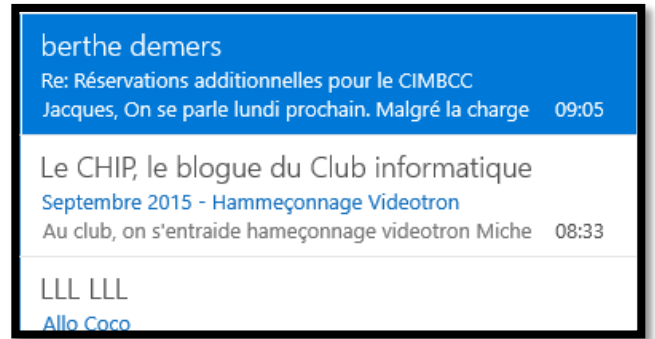 berthe demers
Re: Réservations additionnelles pour le CIMBCC
Jacques, On se parle lundi prochain. Malgré la charge 09:05
Le CHIP, le blogue du Club informatique
Septembre 2015 - Hammeçonnage Videotron
Au club, on s'entraide hameçonnage videotron Miche 08:33
LLL LLL
Allo Coco